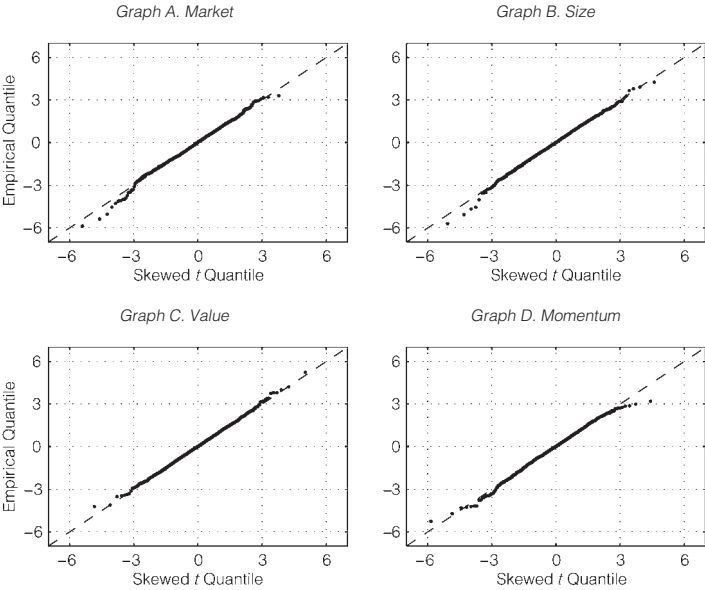 Graph A. Market
Graph B. Size
6
3
0
−3
−6
Empirical Quantile
−6 −3 0 3 6
Skewed t Quantile
6
3
0
−3
−6
−6 −3 0 3 6
Skewed t Quantile
Graph C. Value
Graph D. Momentum
6
3
0
−3
−6
Empirical Quantile
−6 −3 0 3 6
Skewed t Quantile
6
3
0
−3
−6
−6 −3 0 3 6
Skewed t Quantile